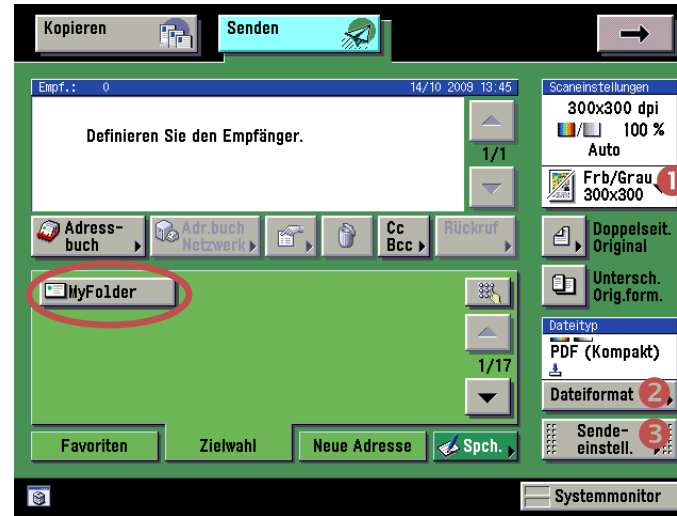 Kopieren
Senden
Empf.: 0 14/10 2009 13:45
Definieren Sie den Empfänger.
1/1
Adress-
buch
Adr.buch
Netzwerk
Cc
Bcc
Rückruf
MyFolder
1/17
Favoriten
Zielwahl
Neue Adresse
Spch.
Scaneinstellungen
300x300 dpi
/ 100 %
Auto
Frb/Grau
300x300
1
Doppelseit.
Original
Untersch.
Orig.form.
Dateityp
PDF (Kompakt)
Dateiformat
2
Sende-
einstell.
3
Systemmonitor